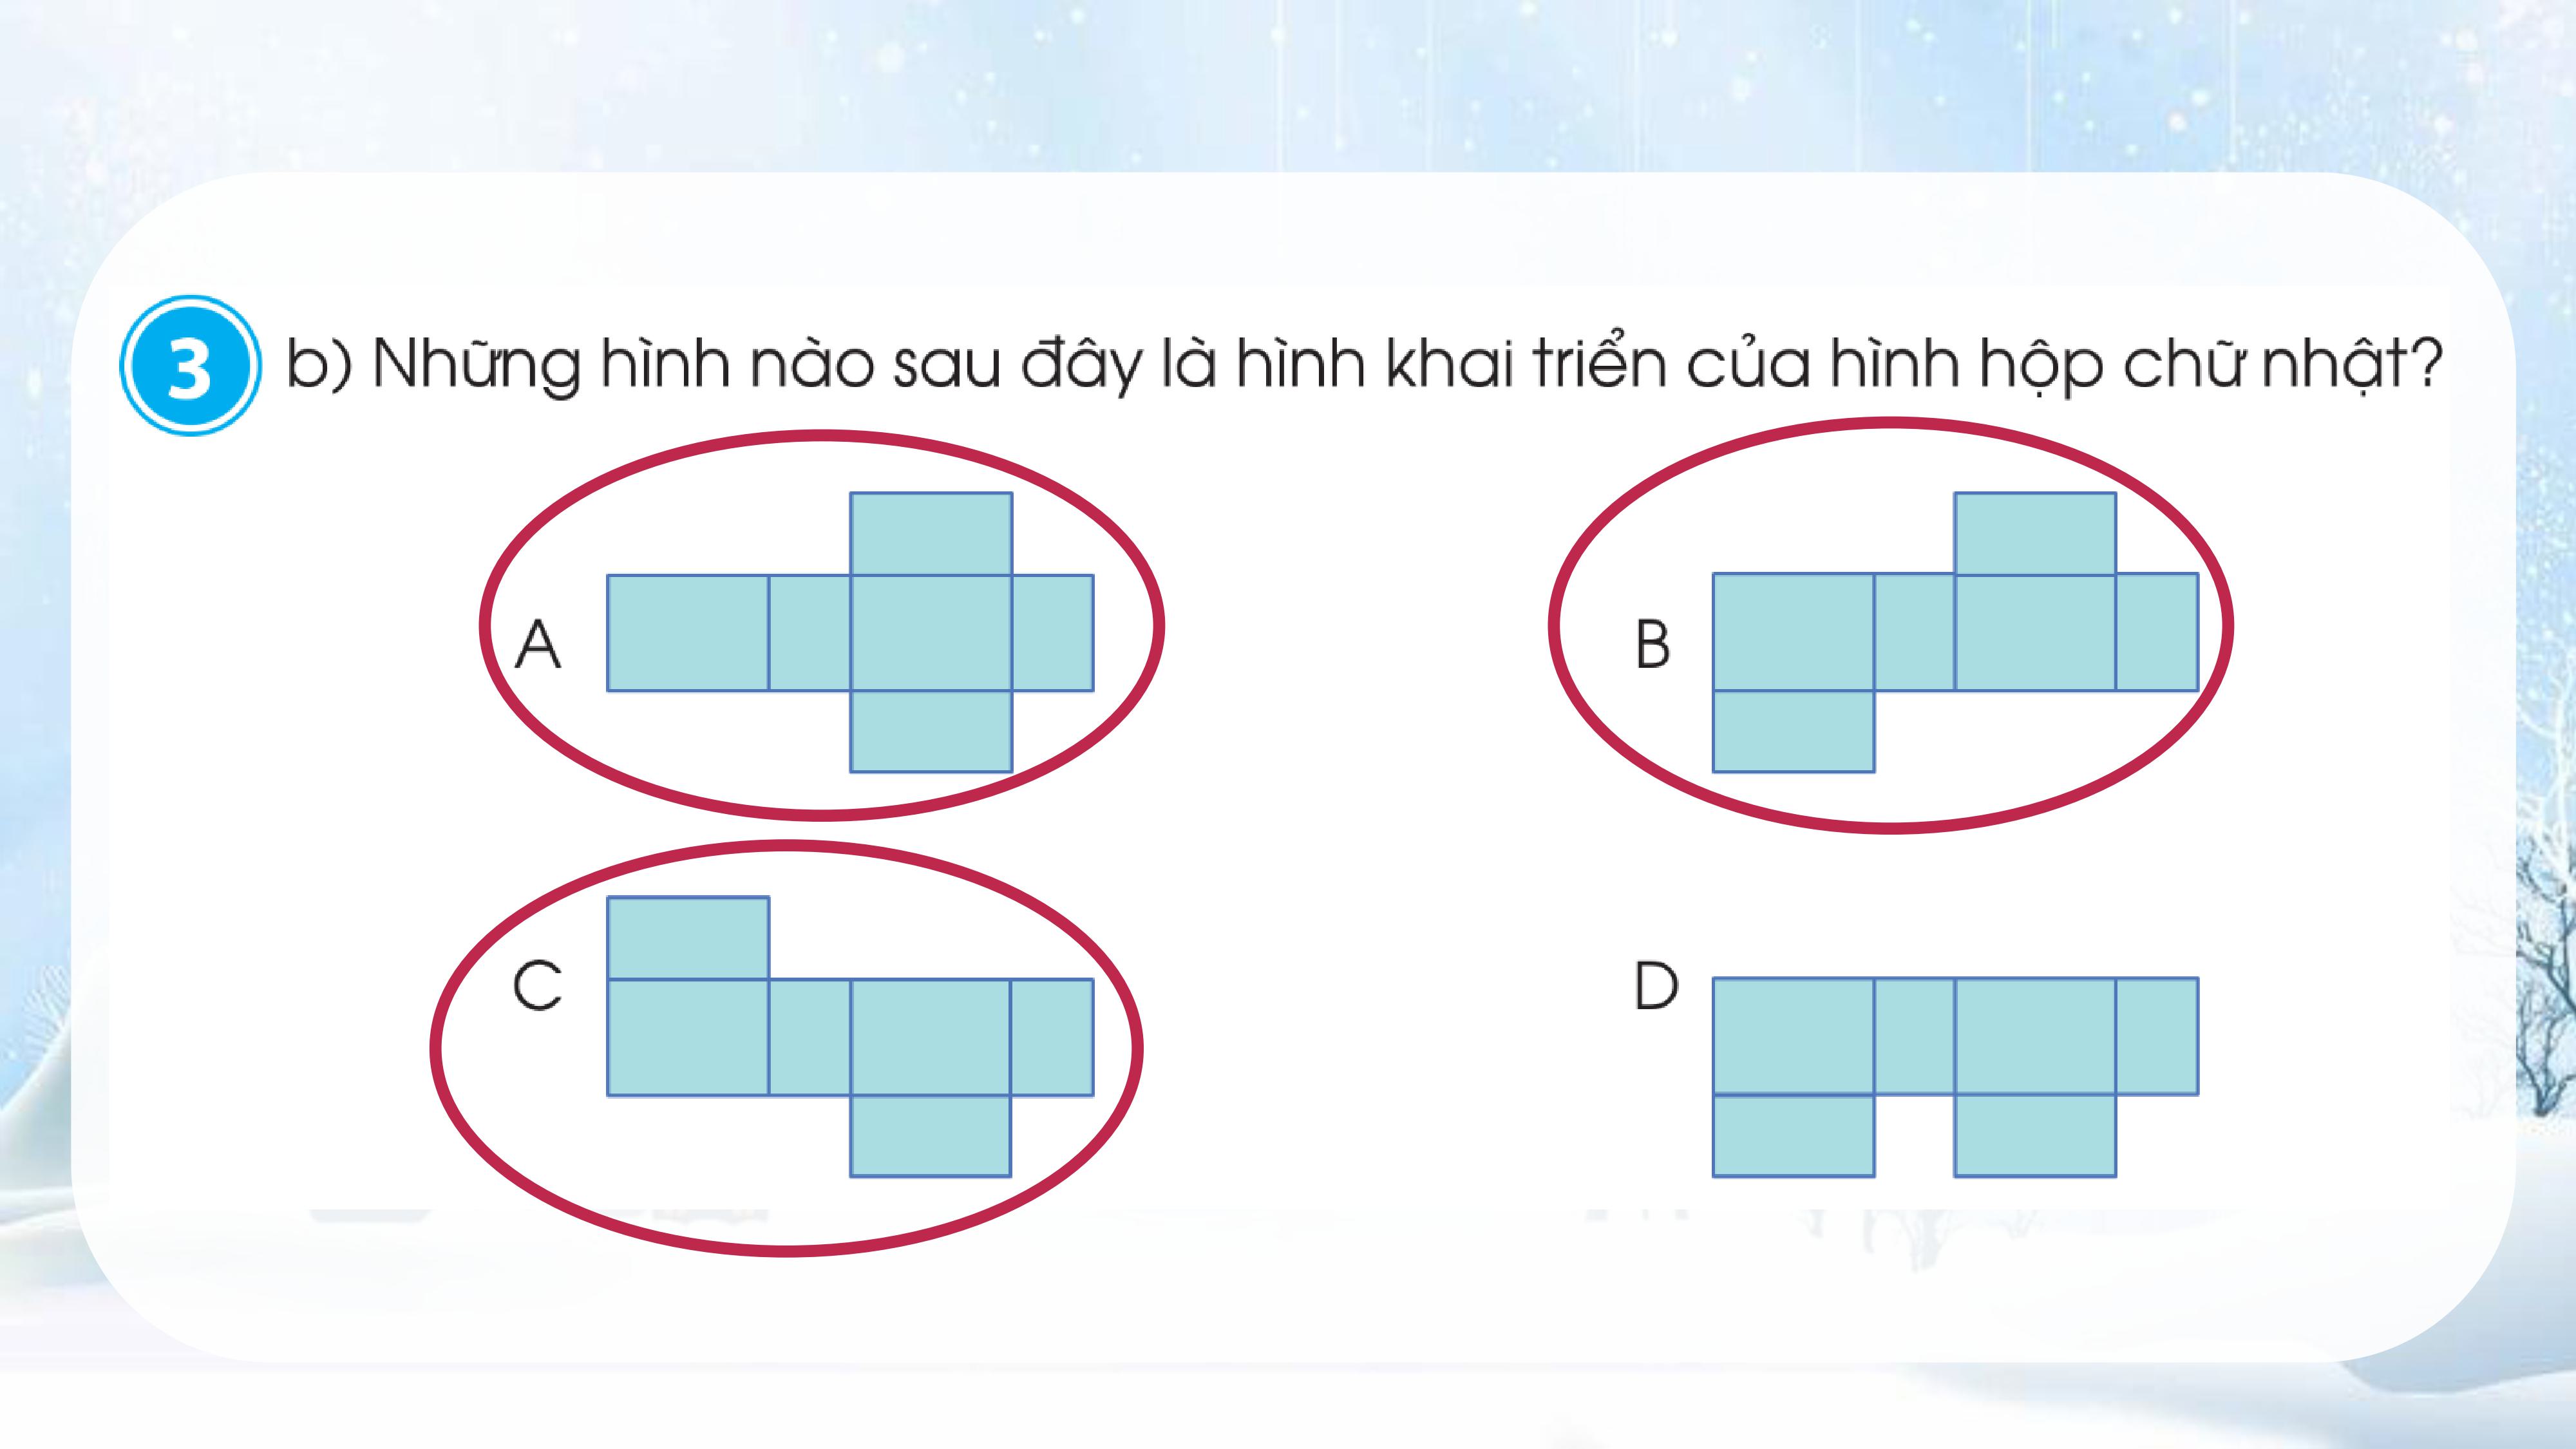 3 b) Những hình nào sau đây là hình khai triển của hình hộp chữ nhật?
A
B
C
D